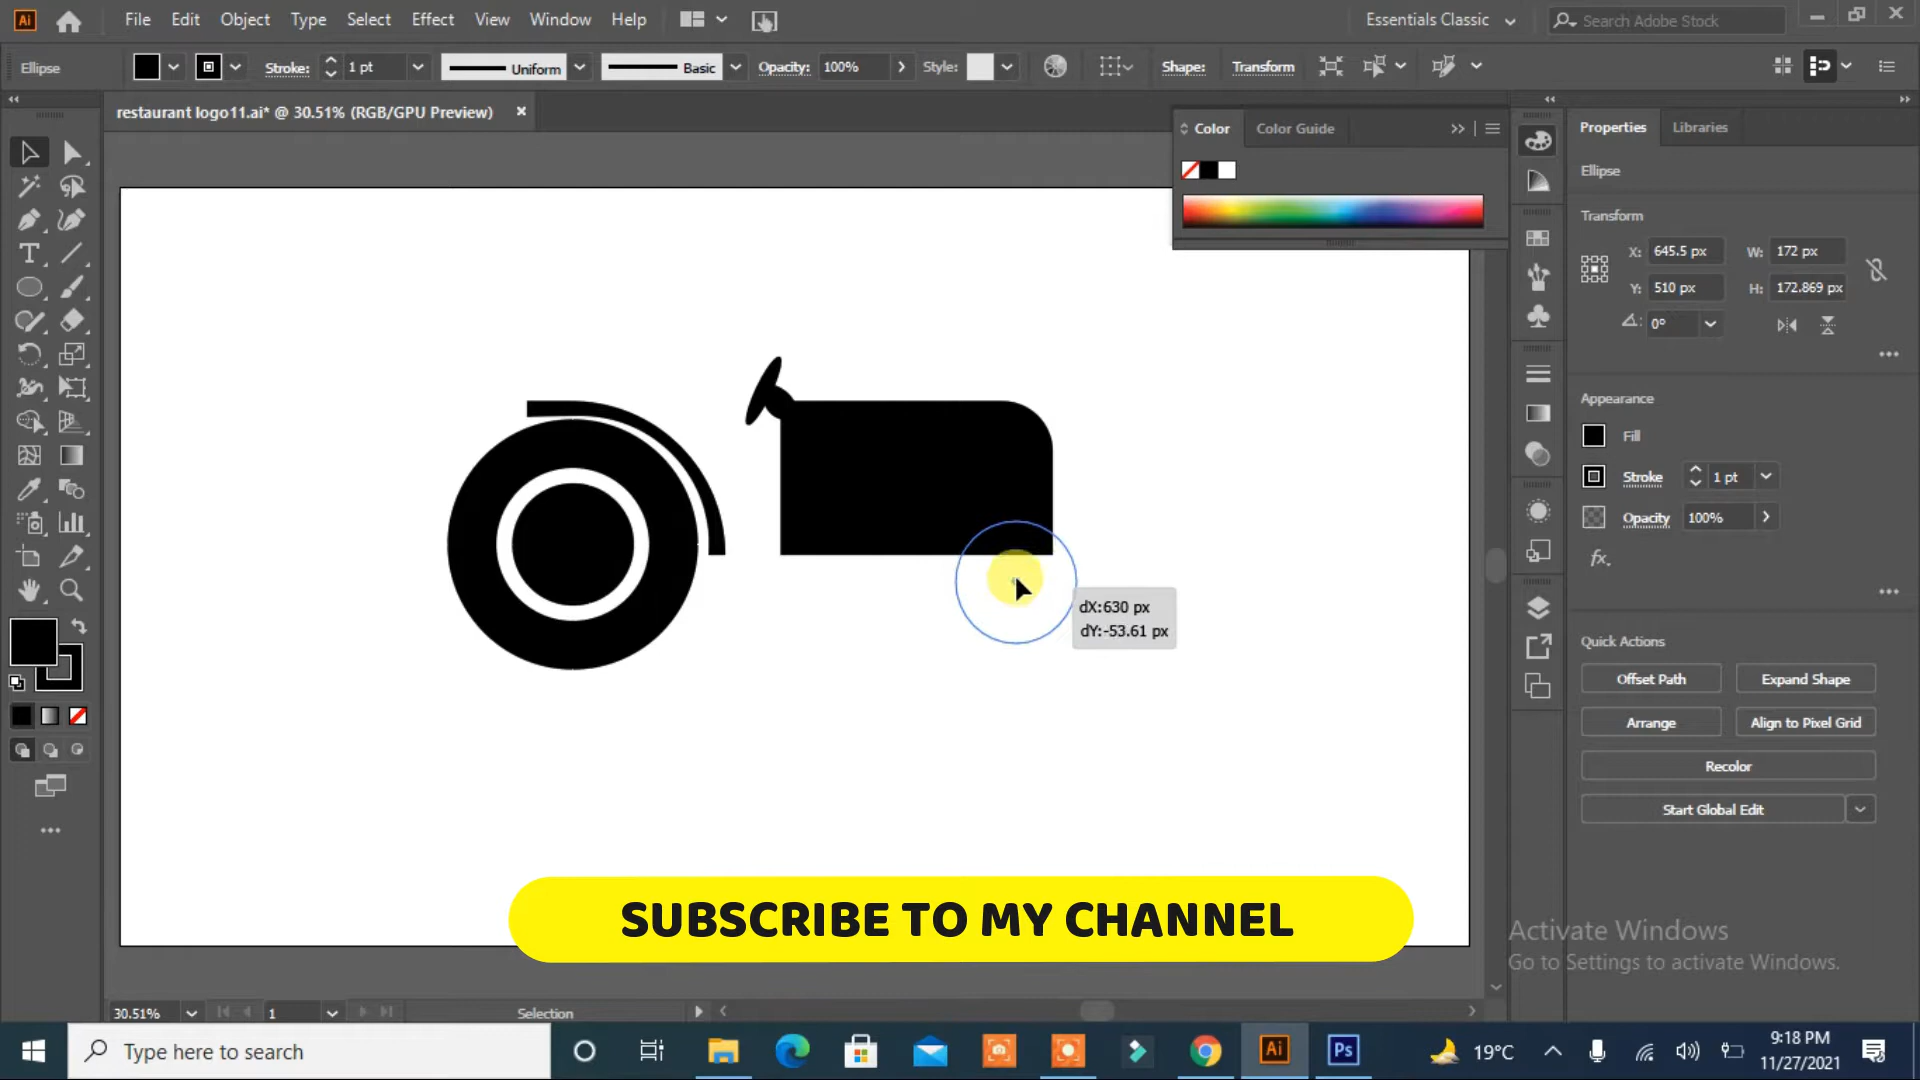 Ai File Edit Object Type Select Effect View Window Help Essentials Classic Search Adobe Stock
Ellipse Stroke: 1 pt Uniform Basic Opacity: 100% Style: Shape: Transform
restaurant logo11.ai* @ 30.51% (RGB/GPU Preview)
Color Color Guide
Properties Libraries
Ellipse
Transform
X: 645.5 px W: 172 px
Y: 510 px H: 172.869 px
0°
Appearance
Fill
Stroke 1 pt
Opacity 100%
fx.
dX:630 px
dY:-53.61 px
Quick Actions
Offset Path Expand Shape
Arrange Align to Pixel Grid
Recolor
Start Global Edit
SUBSCRIBE TO MY CHANNEL
Activate Windows
Go to Settings to activate Windows.
30.51% 1 Selection
Type here to search
Ai Ps
19°C
9:18 PM
11/27/2021